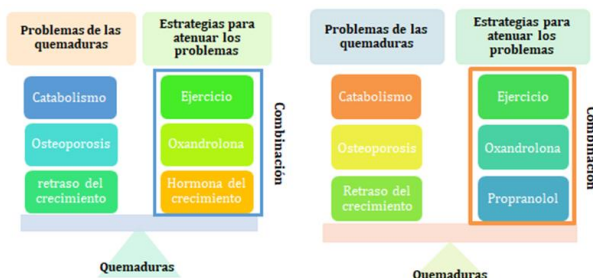 Problemas de las
quemaduras
Estrategias para
atenuar los
problemas
Catabolismo
Ejercicio
Osteoporosis
Oxandrolona
retraso del
crecimiento
Hormona del
crecimiento
Combinación
Quemaduras
Problemas de las
quemaduras
Estrategias para
atenuar los
problemas
Catabolismo
Ejercicio
Osteoporosis
Oxandrolona
Retraso del
crecimiento
Propranolol
Combinación
Quemaduras